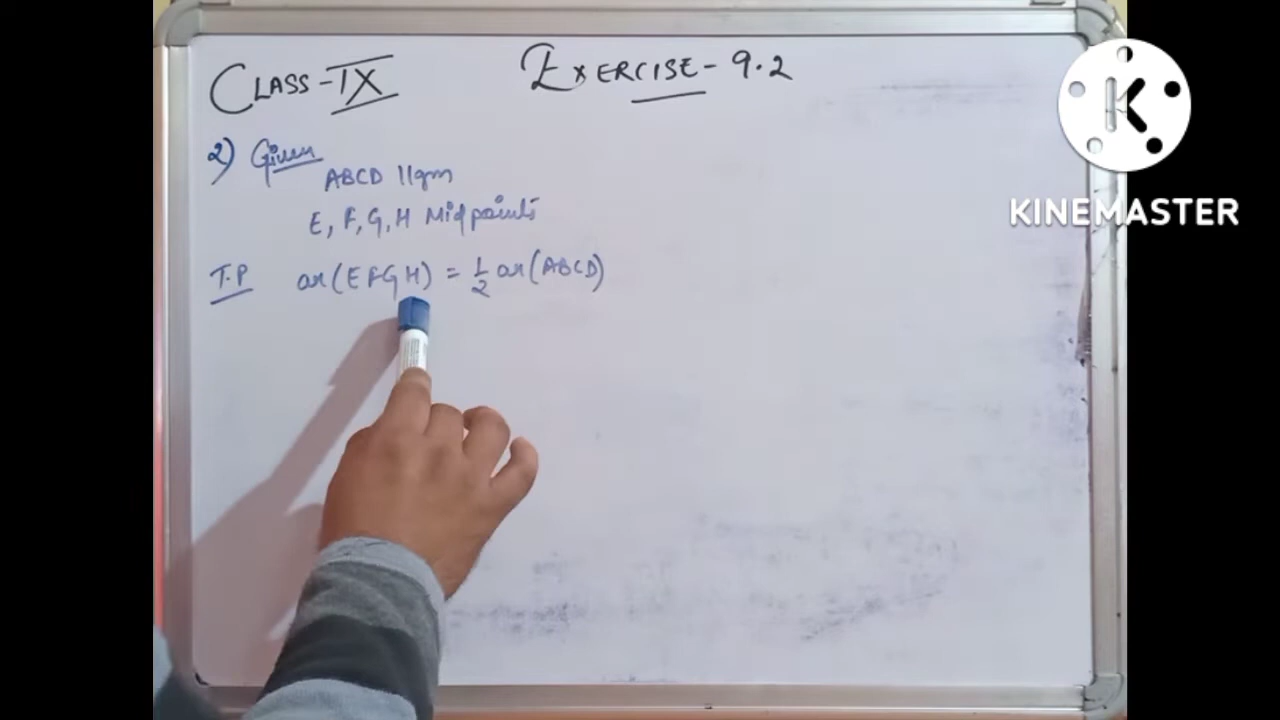 CLASS-IX EXERCISE-9.2
2) Given
ABCD ||gm
E, F, G, H Midpoints
T.P ar(EFGH) = 1/2 ar(ABCD)
KINEMASTER